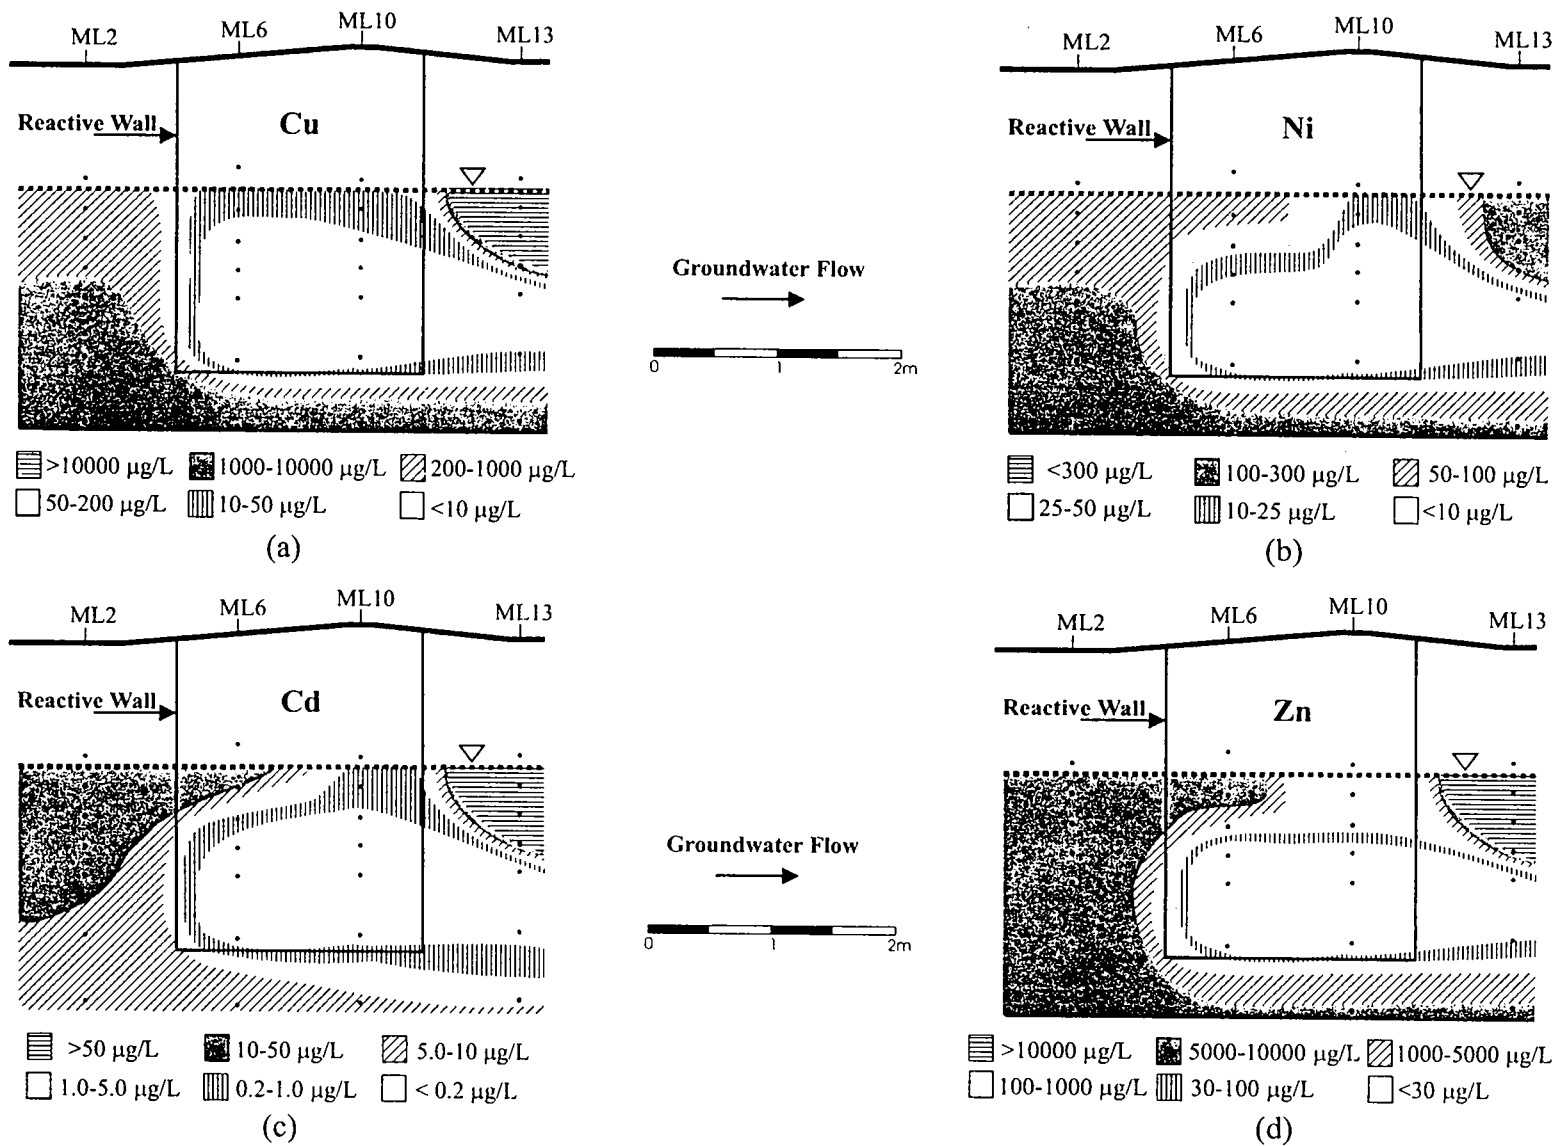 ML2 ML6 ML10 ML13
Reactive Wall
Cu
>10000 µg/L 1000-10000 µg/L 200-1000 µg/L
50-200 µg/L 10-50 µg/L <10 µg/L
(a)
ML2 ML6 ML10 ML13
Reactive Wall
Ni
<300 µg/L 100-300 µg/L 50-100 µg/L
25-50 µg/L 10-25 µg/L <10 µg/L
(b)
Groundwater Flow
0 1 2m
ML2 ML6 ML10 ML13
Reactive Wall
Cd
>50 µg/L 10-50 µg/L 5.0-10 µg/L
1.0-5.0 µg/L 0.2-1.0 µg/L < 0.2 µg/L
(c)
Groundwater Flow
0 1 2m
ML2 ML6 ML10 ML13
Reactive Wall
Zn
>10000 µg/L 5000-10000 µg/L 1000-5000 µg/L
100-1000 µg/L 30-100 µg/L <30 µg/L
(d)